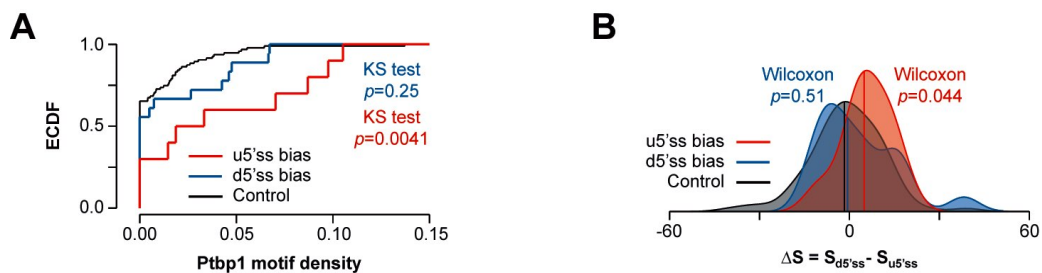 A
1.0
0.5
0.0
ECDF
KS test
p=0.25
KS test
p=0.0041
u5'ss bias
d5'ss bias
Control
0.00 0.05 0.10 0.15
Ptbp1 motif density
B
Wilcoxon
p=0.51
Wilcoxon
p=0.044
u5'ss bias
d5'ss bias
Control
-60 0 60
ΔS = Sd5'ss- Su5'ss